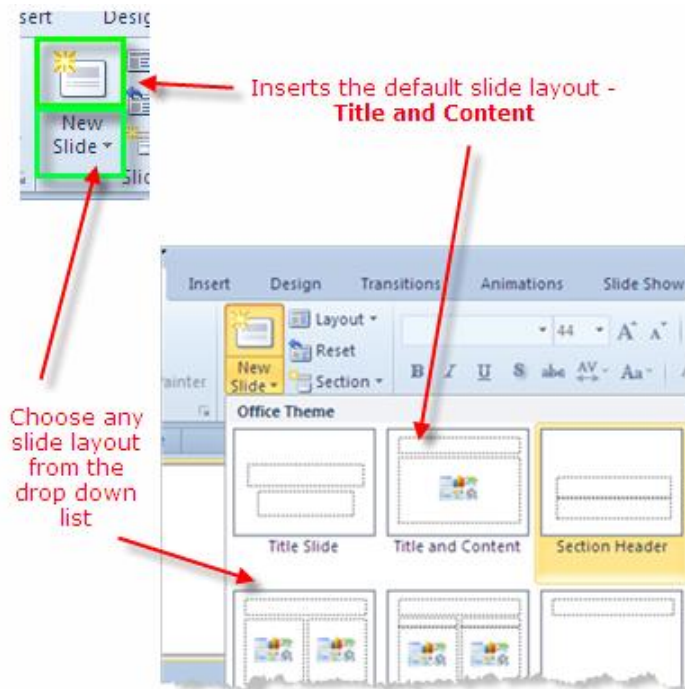 sert Desig
Inserts the default slide layout -
Title and Content
New
Slide
Slic
Insert Design Transitions Animations Slide Show
Layout
Reset
Section
New
Slide
ainter
44 A A
B I U S abc AV Aa
Office Theme
Choose any
slide layout
from the
drop down
list
Title Slide Title and Content Section Header